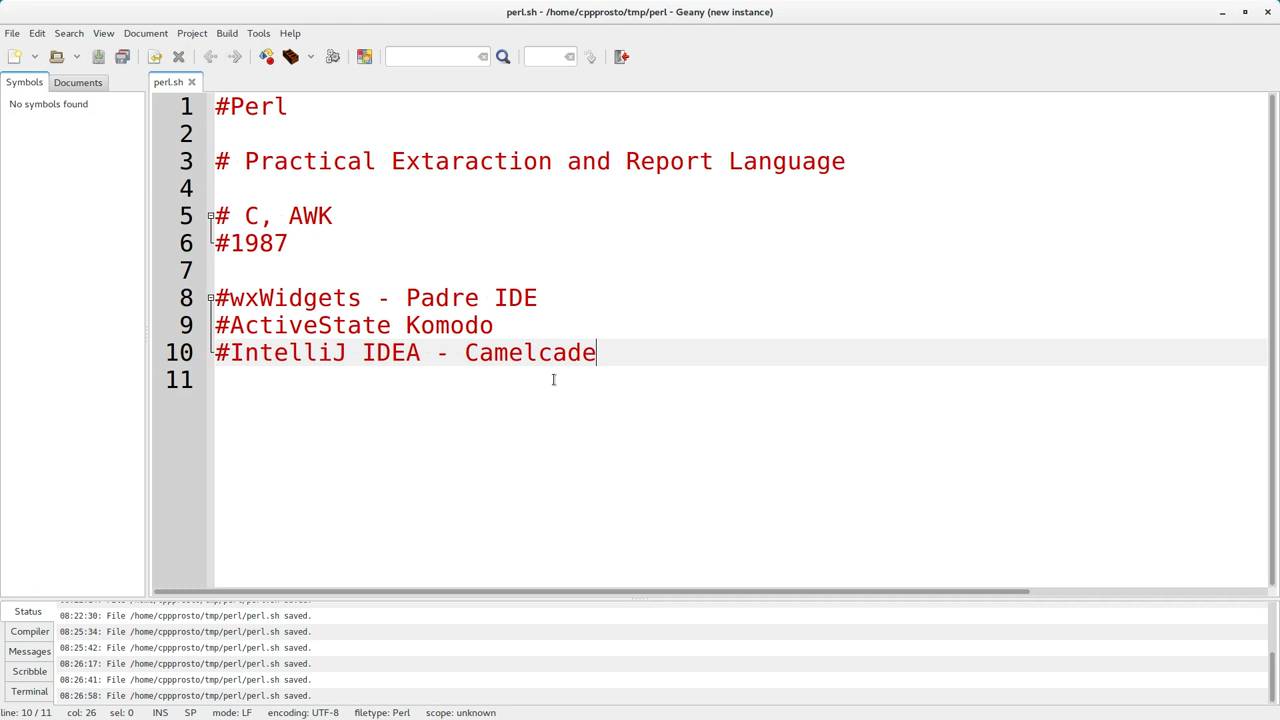 perl.sh - /home/cppprosto/tmp/perl - Geany (new instance)
File Edit Search View Document Project Build Tools Help
Symbols Documents perl.sh
No symbols found
1 #Perl
2
3 # Practical Extaraction and Report Language
4
5 # C, AWK
6 #1987
7
8 #wxWidgets - Padre IDE
9 #ActiveState Komodo
10 #IntelliJ IDEA - Camelcade
11
Status
Compiler
Messages
Scribble
Terminal
08:22:30: File /home/cppprosto/tmp/perl/perl.sh saved.
08:25:34: File /home/cppprosto/tmp/perl/perl.sh saved.
08:25:42: File /home/cppprosto/tmp/perl/perl.sh saved.
08:26:17: File /home/cppprosto/tmp/perl/perl.sh saved.
08:26:41: File /home/cppprosto/tmp/perl/perl.sh saved.
08:26:58: File /home/cppprosto/tmp/perl/perl.sh saved.
line: 10 / 11 col: 26 sel: 0 INS SP mode: LF encoding: UTF-8 filetype: Perl scope: unknown